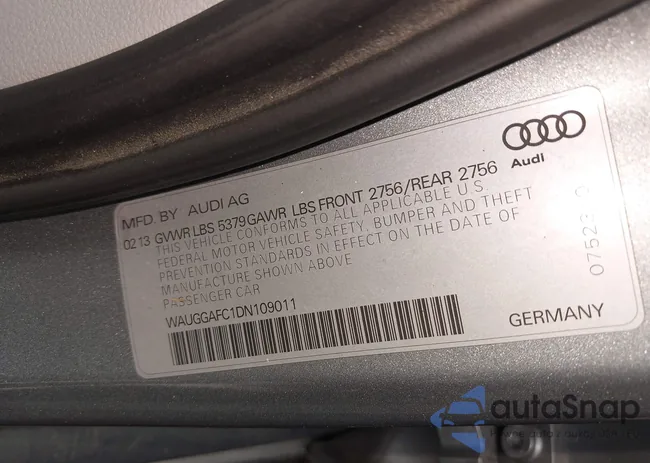 Audi
MFD BY AUDI AG
02 13 GVWR LBS 5379 GAWR LBS FRONT 2756/REAR 2756
THIS VEHICLE CONFORMS TO ALL APPLICABLE U.S.
FEDERAL MOTOR VEHICLE SAFETY, BUMPER AND THEFT
PREVENTION STANDARDS IN EFFECT ON THE DATE OF
MANUFACTURE SHOWN ABOVE
PASSENGER CAR
WAUGGAFC1DN109011
GERMANY
autoSnap